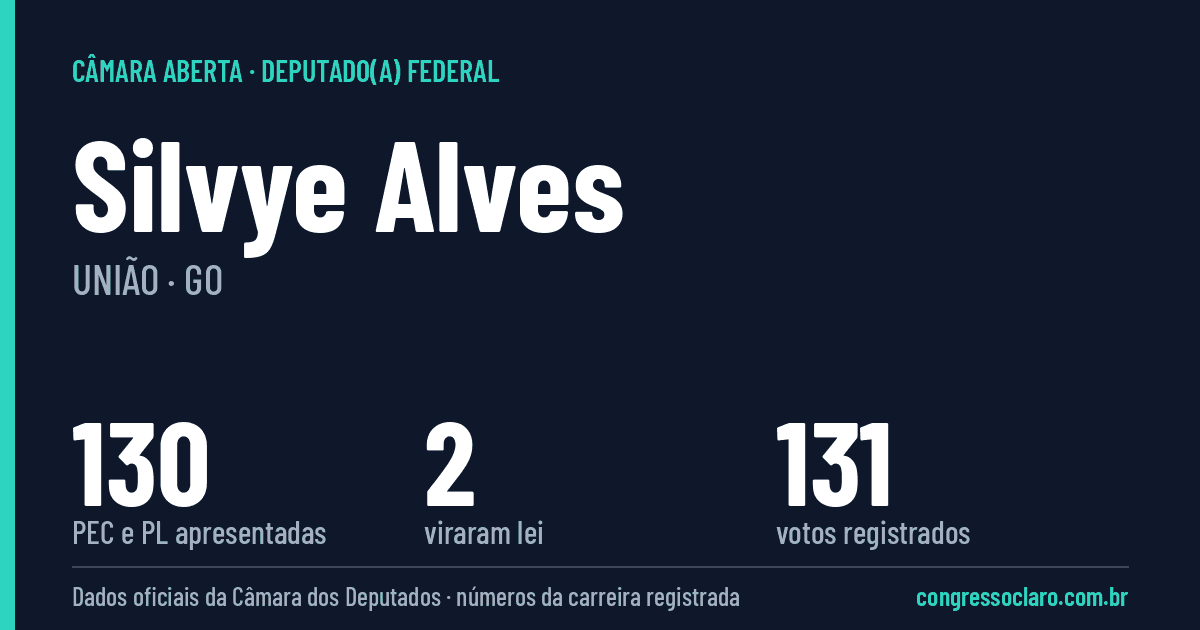 CÂMARA ABERTA · DEPUTADO(A) FEDERAL
Silvye Alves
UNIÃO · GO
130 2 131
PEC e PL apresentadas viraram lei votos registrados
Dados oficiais da Câmara dos Deputados · números da carreira registrada congressoclaro.com.br